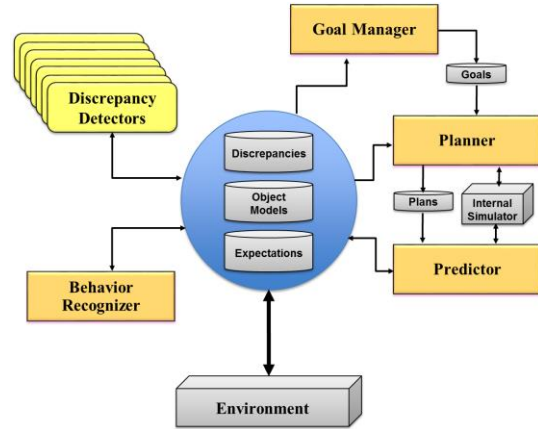 Goal Manager
Goals
Discrepancy
Detectors
Planner
Discrepancies
Object
Models
Plans
Internal
Simulator
Expectations
Predictor
Behavior
Recognizer
Environment